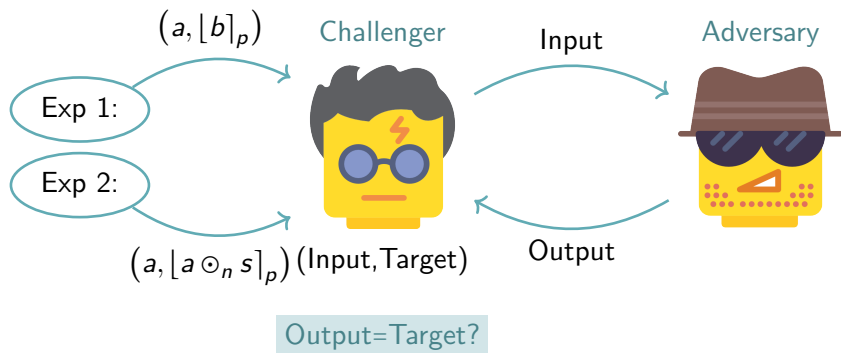 (a, ⌊b⌉_p)
Challenger
Input
Adversary
Exp 1:
Exp 2:
(a, ⌊a ⊙_n s⌉_p)
(Input,Target)
Output
Output=Target?